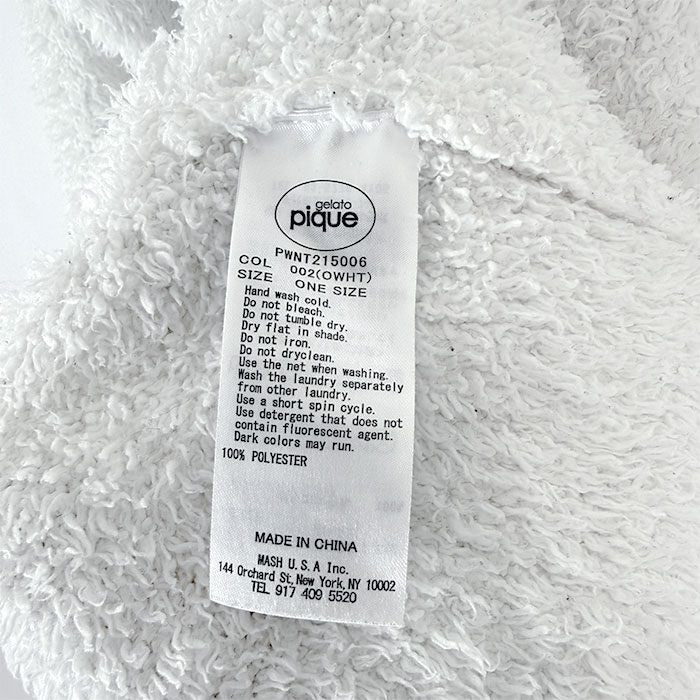 gelato
pique
PWNT215006
COL 002(OWHT)
SIZE ONE SIZE
Hand wash cold.
Do not bleach.
Do not tumble dry.
Dry flat in shade.
Do not iron.
Do not dryclean.
Use the net when washing.
Wash the laundry separately
from other laundry.
Use a short spin cycle.
Use detergent that does not
contain fluorescent agent.
Dark colors may run.
100% POLYESTER
MADE IN CHINA
MASH U.S.A Inc.
144 Orchard St, New York, NY 10002
TEL 917 409 5520